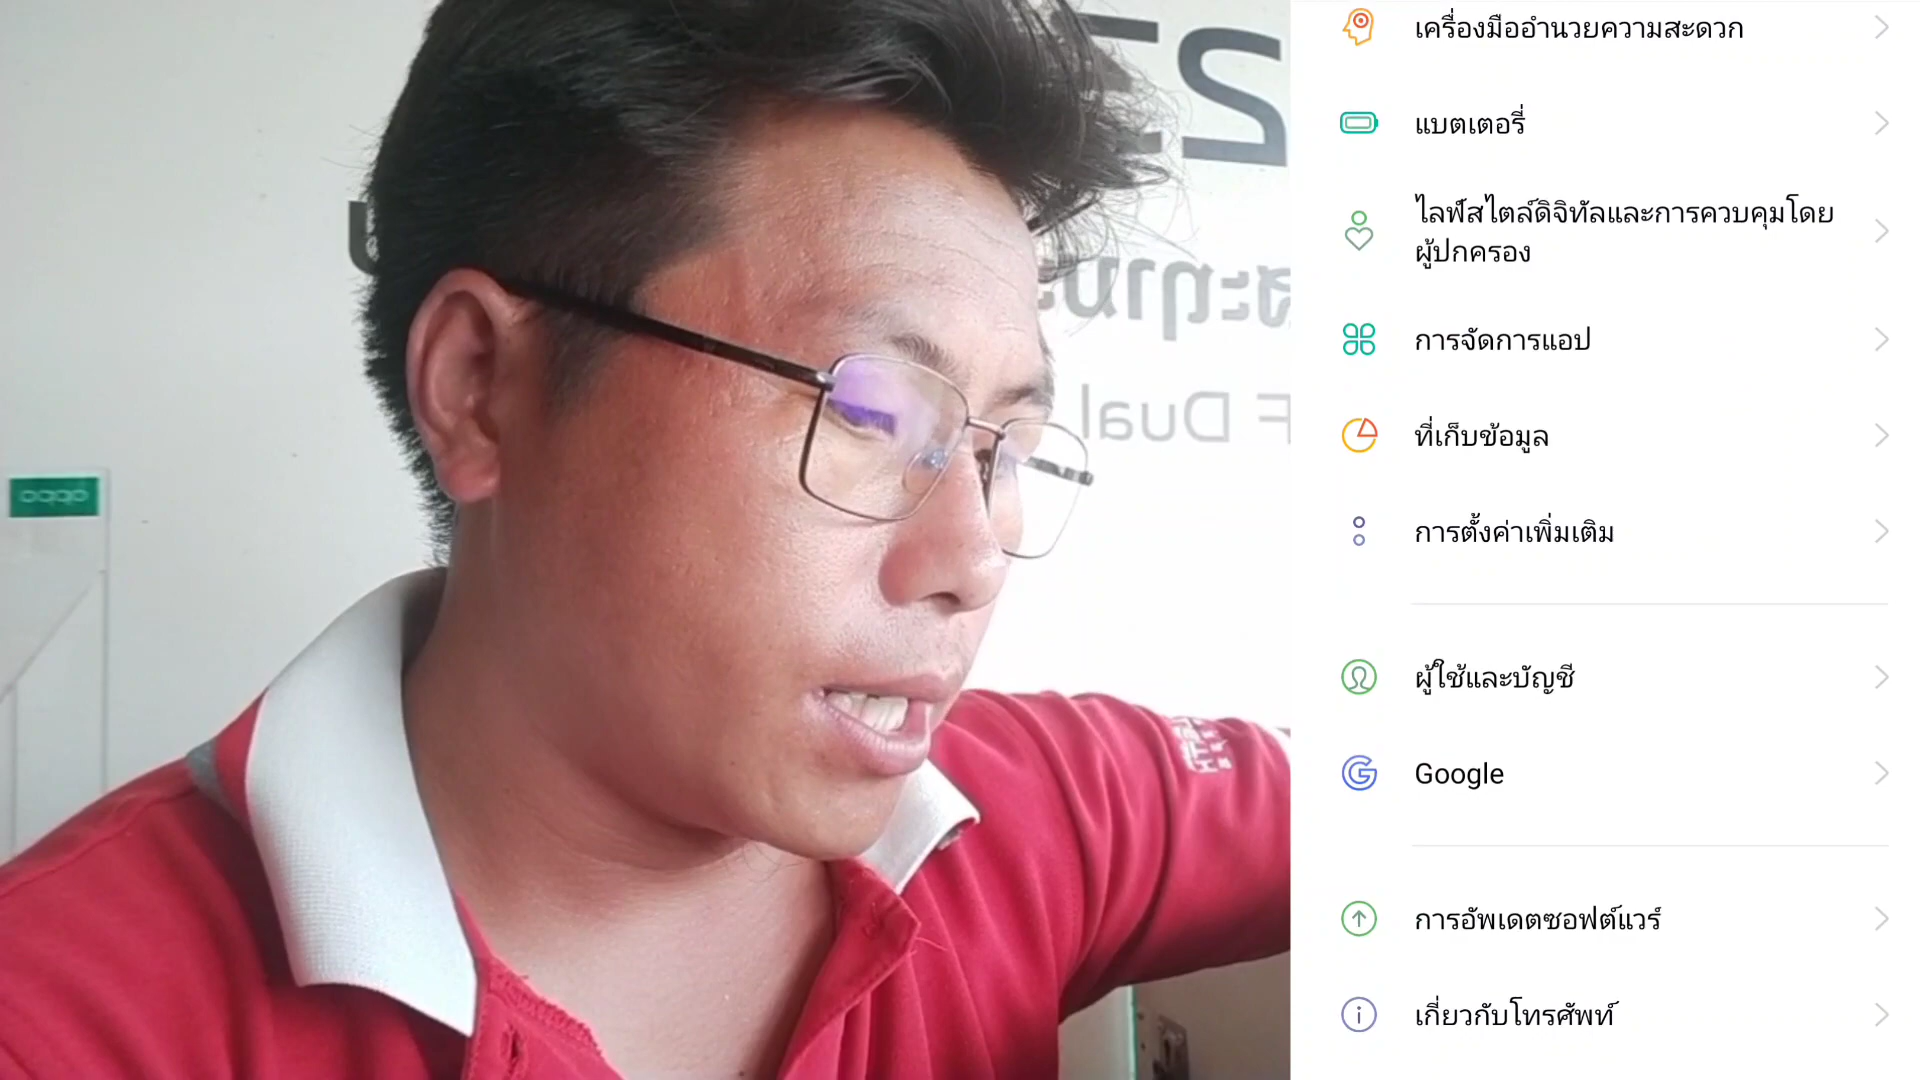 oppo
F Dual
เครื่องมืออำนวยความสะดวก
แบตเตอรี่
ไลฟ์สไตล์ดิจิทัลและการควบคุมโดย
ผู้ปกครอง
การจัดการแอป
ที่เก็บข้อมูล
การตั้งค่าเพิ่มเติม
ผู้ใช้และบัญชี
Google
การอัพเดตซอฟต์แวร์
เกี่ยวกับโทรศัพท์